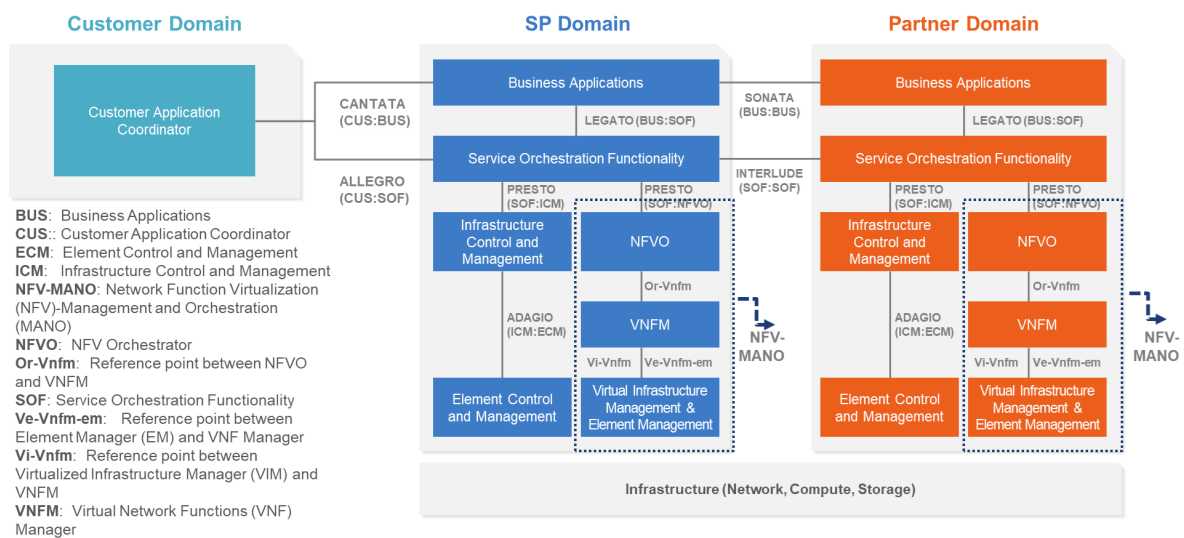 Customer Domain
SP Domain
Partner Domain
Customer Application
Coordinator
CANTATA
(CUS:BUS)
ALLEGRO
(CUS:SOF)
BUS: Business Applications
CUS:: Customer Application Coordinator
ECM: Element Control and Management
ICM: Infrastructure Control and Management
NFV-MANO: Network Function Virtualization
(NFV)-Management and Orchestration
(MANO)
NFVO: NFV Orchestrator
Or-Vnfm: Reference point between NFVO
and VNFM
SOF: Service Orchestration Functionality
Ve-Vnfm-em: Reference point between
Element Manager (EM) and VNF Manager
Vi-Vnfm: Reference point between
Virtualized Infrastructure Manager (VIM) and
VNFM
VNFM: Virtual Network Functions (VNF)
Manager
Business Applications
LEGATO (BUS:SOF)
Service Orchestration Functionality
PRESTO
(SOF:ICM)
PRESTO
(SOF:NFVO)
Infrastructure
Control and
Management
NFVO
Or-Vnfm
ADAGIO
(ICM:ECM)
VNFM
Vi-Vnfm
Ve-Vnfm-em
Element Control
and Management
Virtual Infrastructure
Management &
Element Management
NFV-
MANO
SONATA
(BUS:BUS)
INTERLUDE
(SOF:SOF)
Business Applications
LEGATO (BUS:SOF)
Service Orchestration Functionality
PRESTO
(SOF:ICM)
PRESTO
(SOF:NFVO)
Infrastructure
Control and
Management
NFVO
Or-Vnfm
ADAGIO
(ICM:ECM)
VNFM
Vi-Vnfm
Ve-Vnfm-em
Element Control
and Management
Virtual Infrastructure
Management &
Element Management
NFV-
MANO
Infrastructure (Network, Compute, Storage)